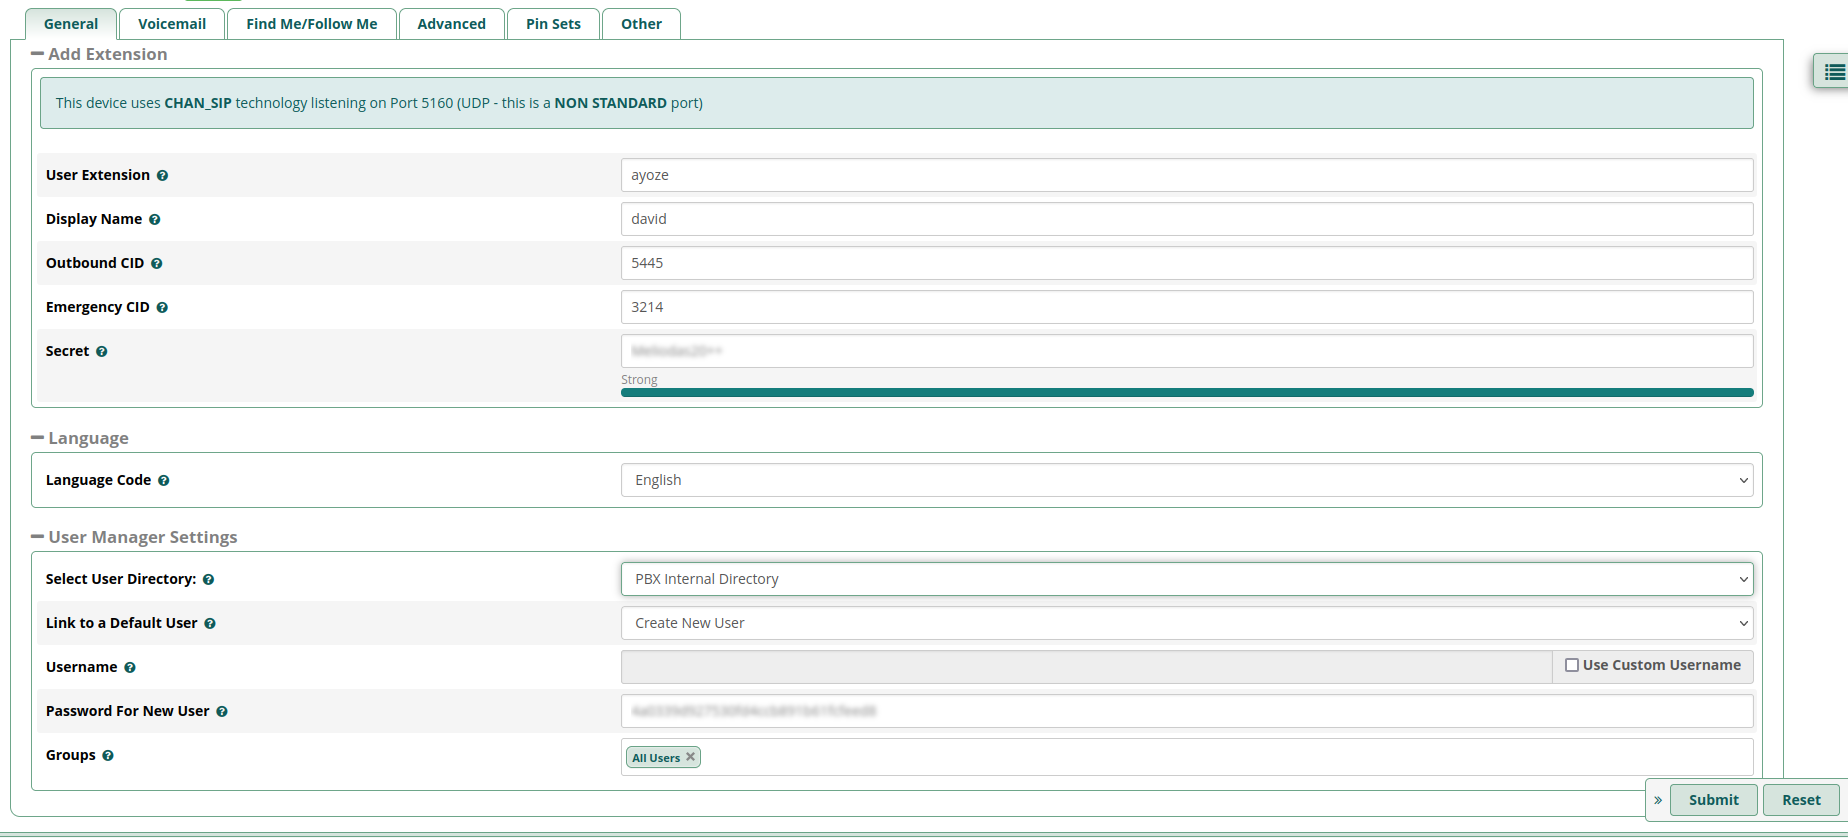 General Voicemail Find Me/Follow Me Advanced Pin Sets Other
Add Extension
This device uses CHAN_SIP technology listening on Port 5160 (UDP - this is a NON STANDARD port)
User Extension ayoze
Display Name david
Outbound CID 5445
Emergency CID 3214
Secret
Strong
Language
Language Code English
User Manager Settings
Select User Directory: PBX Internal Directory
Link to a Default User Create New User
Username Use Custom Username
Password For New User
Groups All Users
» Submit Reset